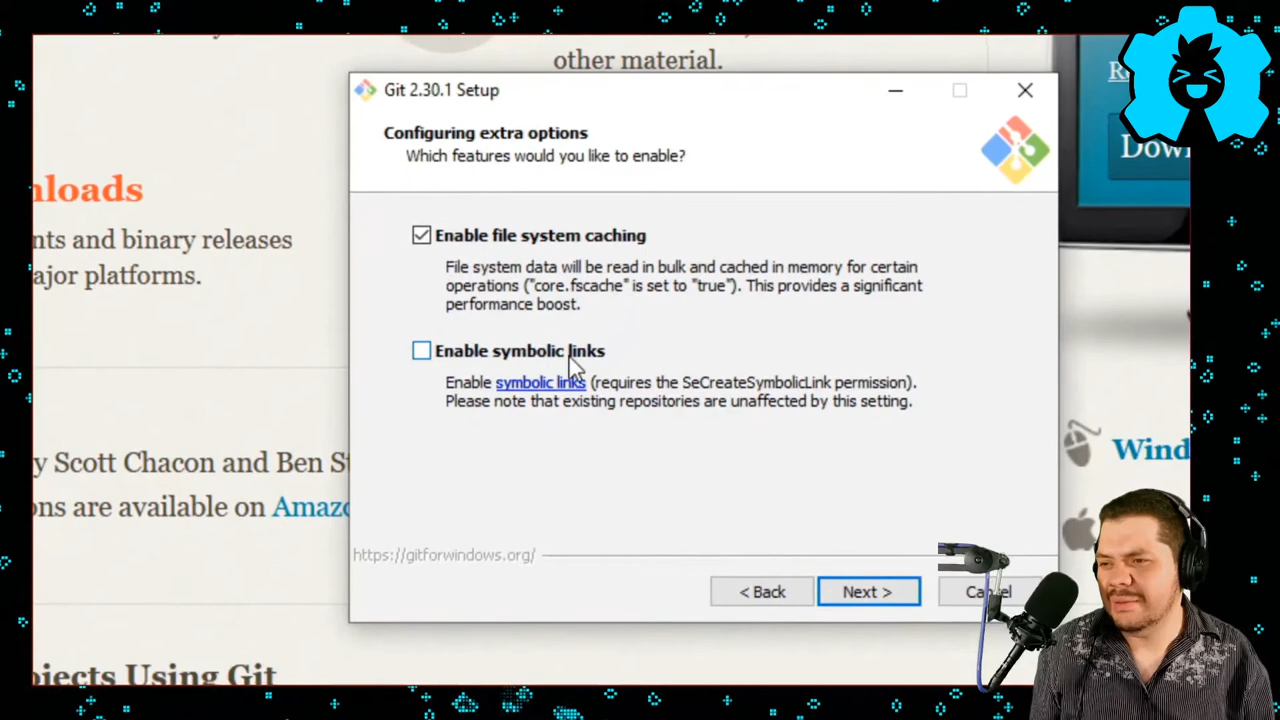 other material.
Git 2.30.1 Setup
Configuring extra options
Which features would you like to enable?
nloads
nts and binary releases
ajor platforms.
Enable file system caching
File system data will be read in bulk and cached in memory for certain
operations ("core.fscache" is set to "true"). This provides a significant
performance boost.
Enable symbolic links
Enable symbolic links (requires the SeCreateSymbolicLink permission).
Please note that existing repositories are unaffected by this setting.
y Scott Chacon and Ben St
ons are available on Amazo
Wind
https://gitforwindows.org/
< Back
Next >
Cancel
ojects Using Git
Down